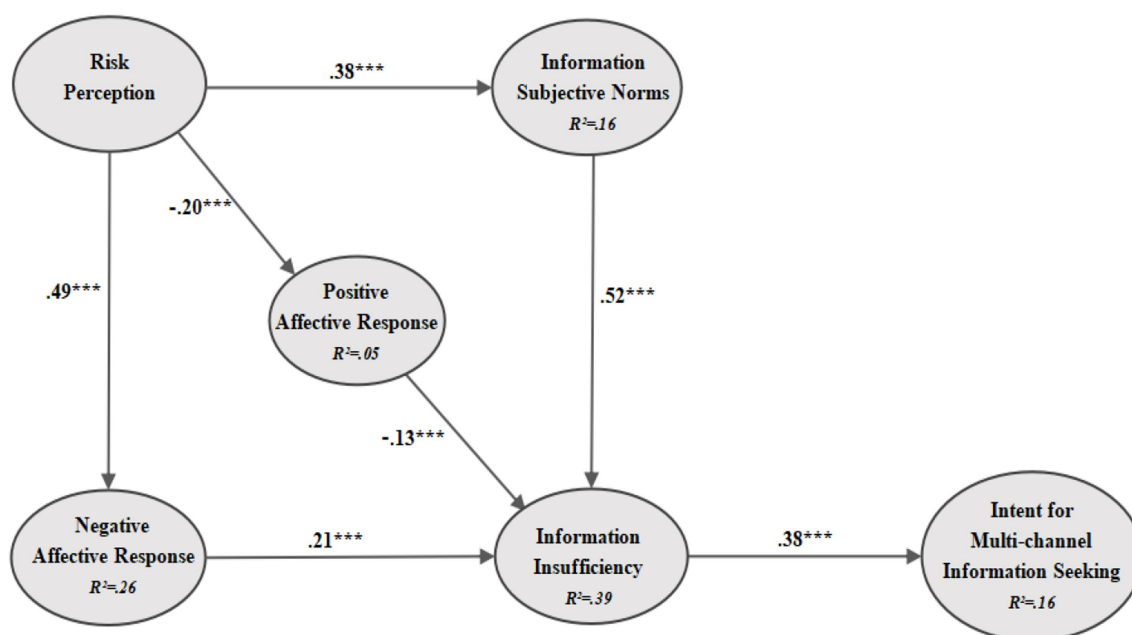 Risk
Perception
.38***
Information
Subjective Norms
R²=.16
-.20***
.49***
Positive
Affective Response
R²=.05
.52***
-.13***
Negative
Affective Response
R²=.26
.21***
Information
Insufficiency
R²=.39
.38***
Intent for
Multi-channel
Information Seeking
R²=.16